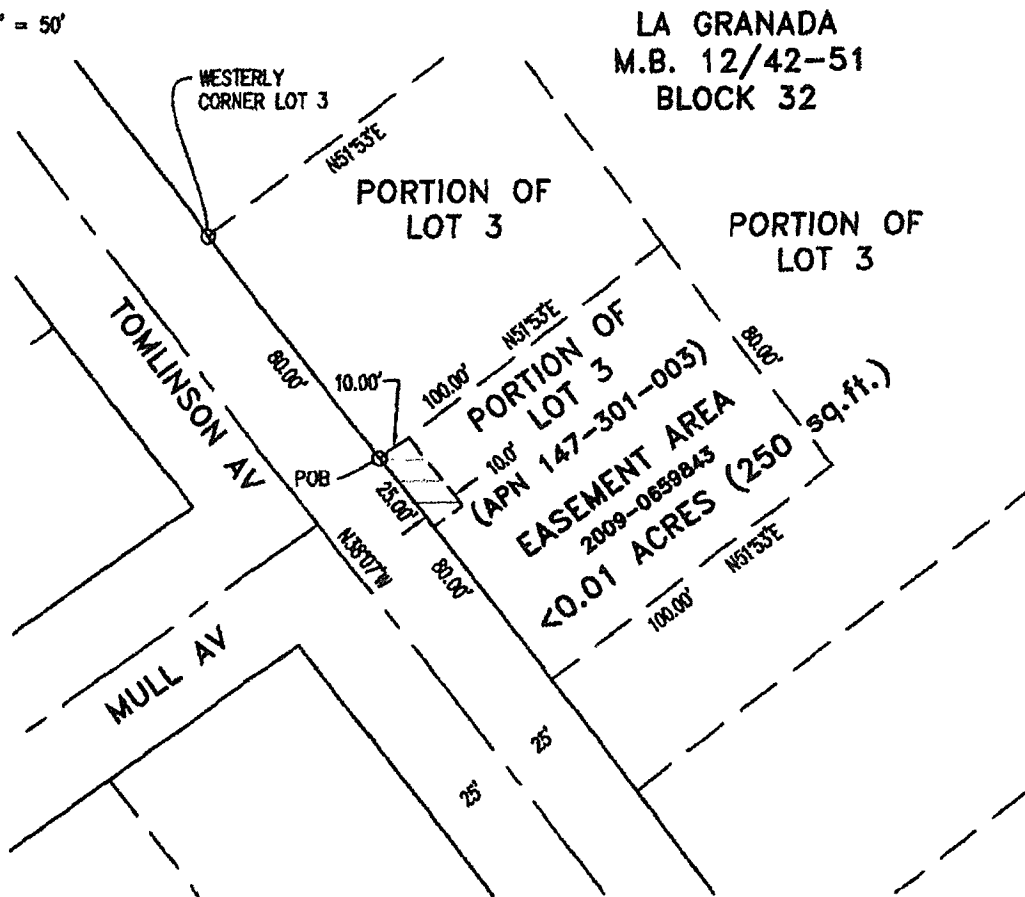 ' = 50'
LA GRANADA
M.B. 12/42-51
BLOCK 32
WESTERLY
CORNER LOT 3
N51°53'E
PORTION OF
LOT 3
PORTION OF
LOT 3
TOMLINSON AV
80.00'
10.00'
100.00'
N51°53'E
80.00'
PORTION OF
LOT 3
(APN 147-301-003)
EASEMENT AREA
2009-0659843
<0.01 ACRES (250 sq.ft.)
10.0'
POB
25.00'
N38°07'W
80.00'
100.00'
N51°53'E
MULL AV
25'
25'